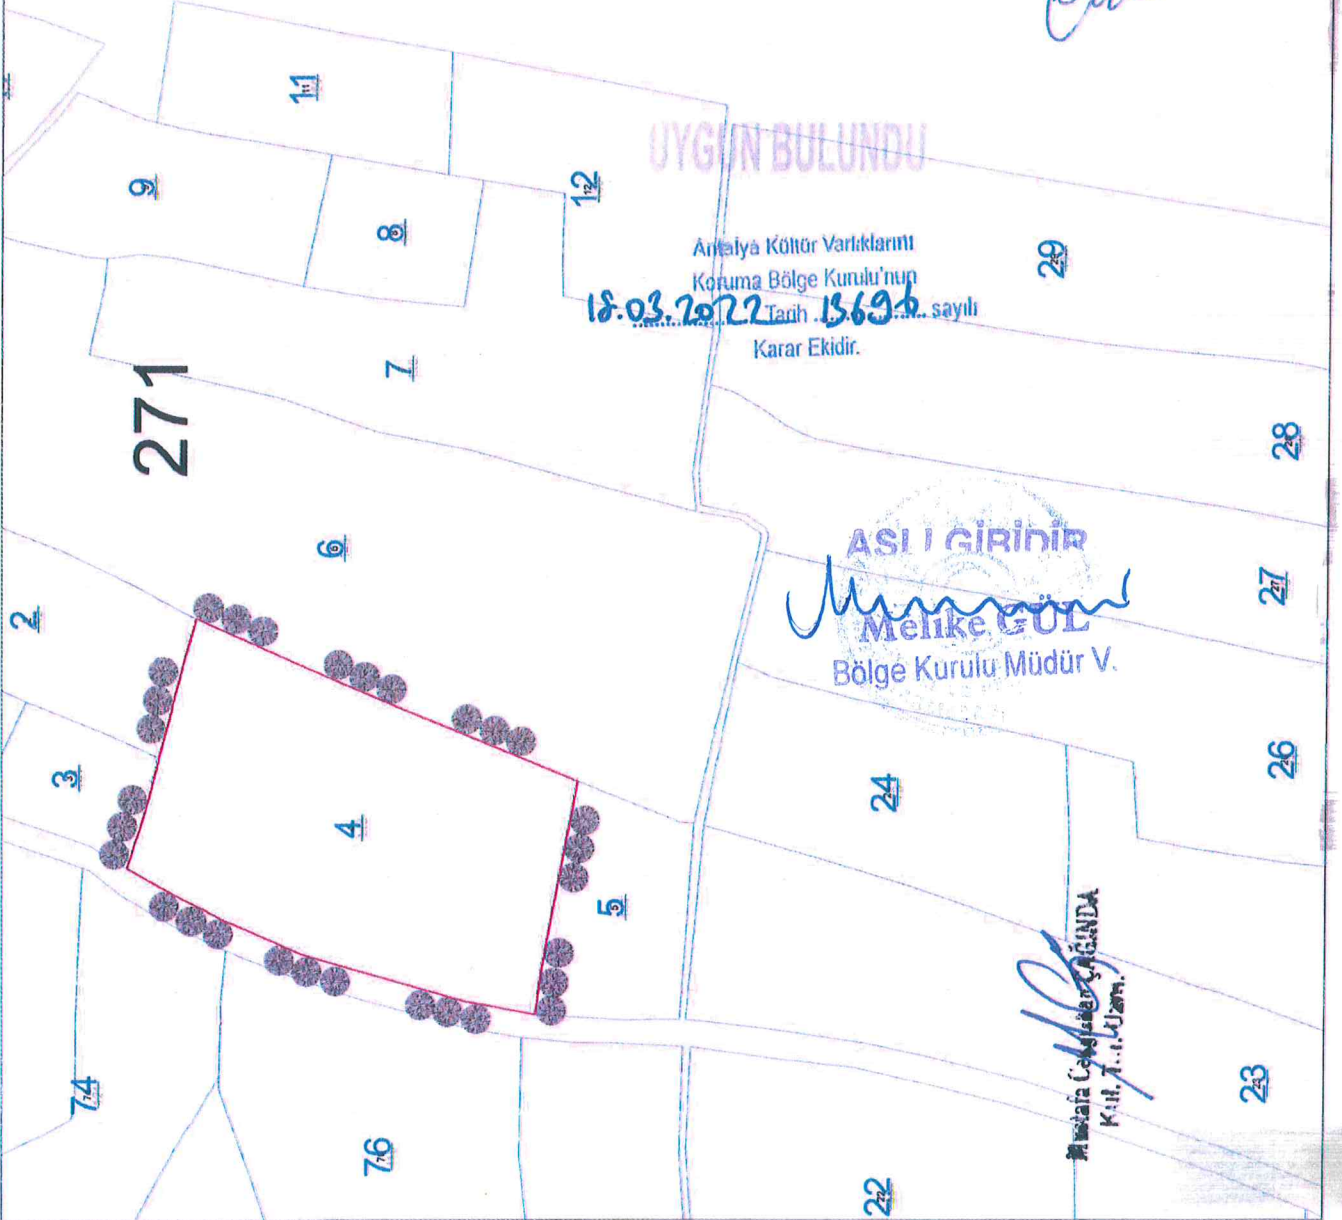 11
9
8
12
UYGUN BULUNDU
Antalya Kültür Varlıklarını
Koruma Bölge Kurulu'nun
18.03.2022 Tarih 13696 sayılı
Karar Ekidir.
29
7
271
28
6
2
ASLI GİBİDİR
Melike GÜL
Bölge Kurulu Müdür V.
27
3
4
24
26
5
Mustafa
74
76
23
22